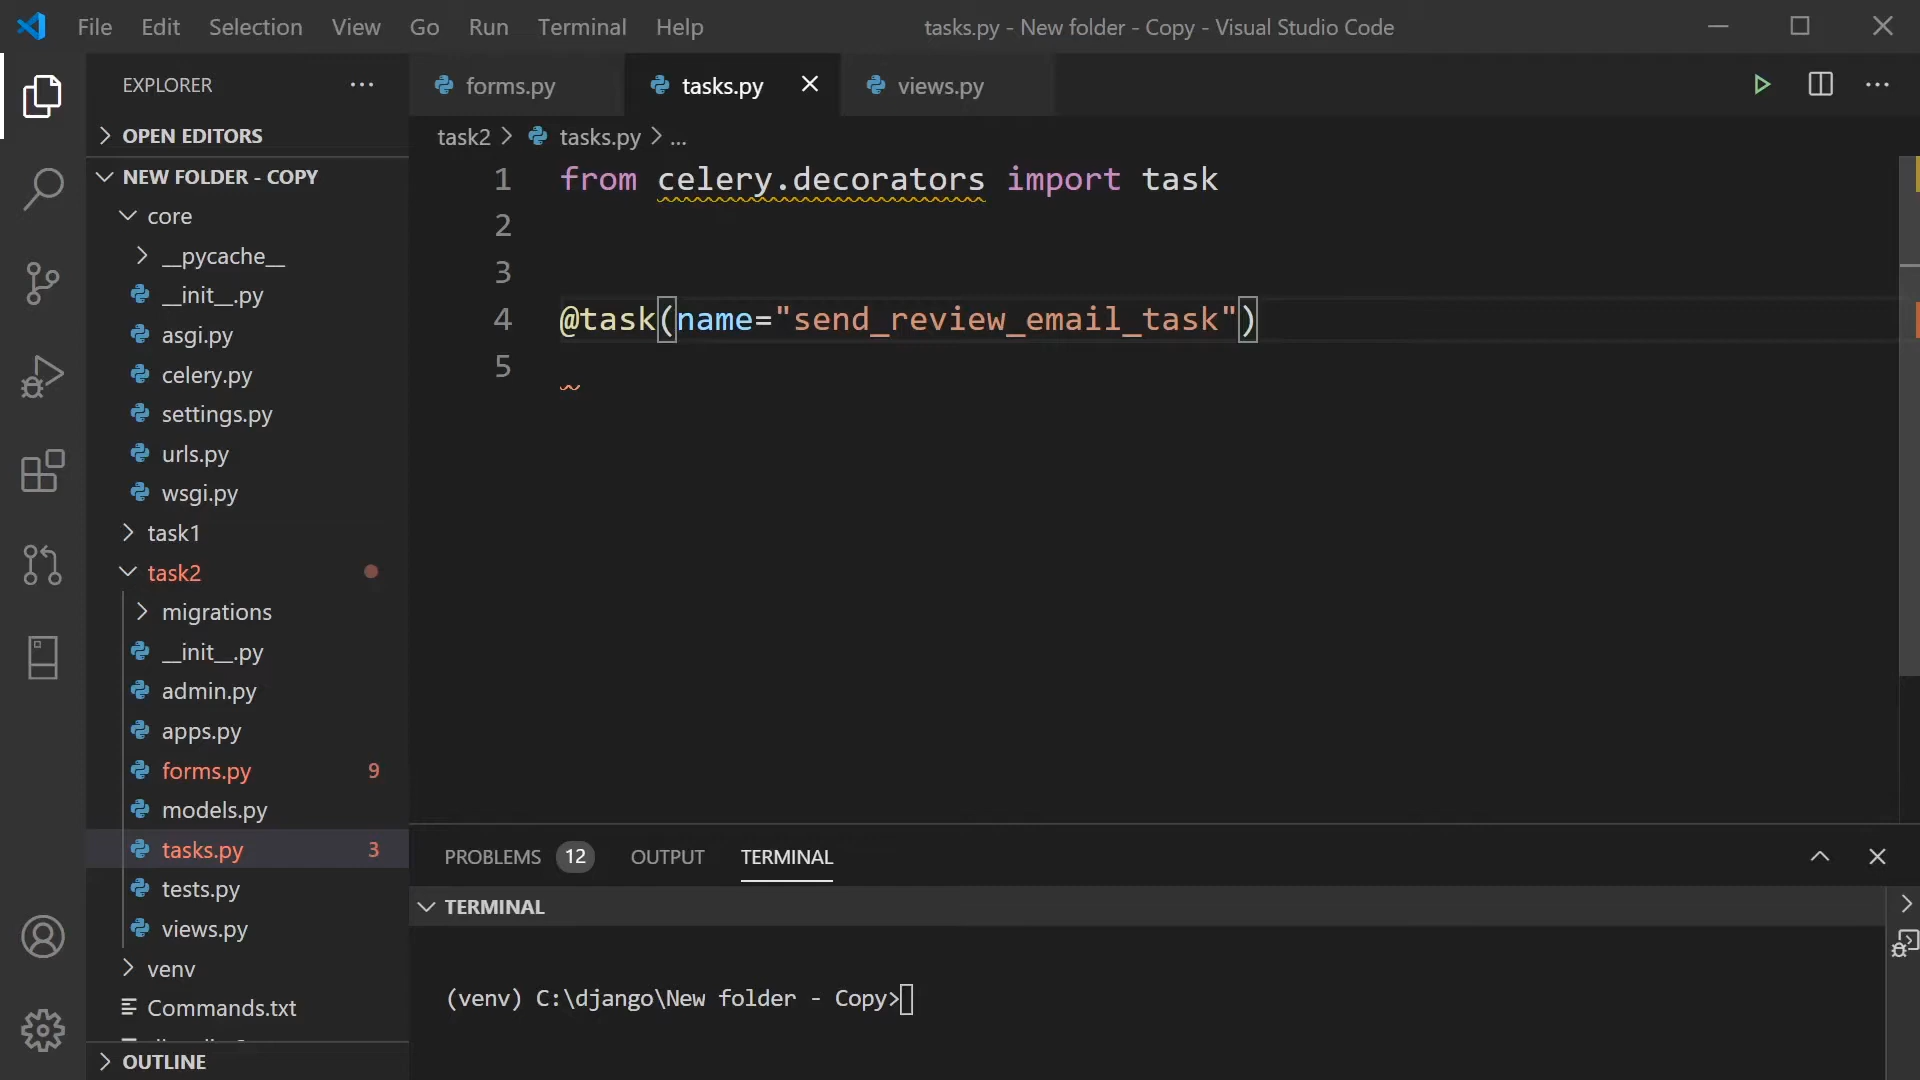 File Edit Selection View Go Run Terminal Help tasks.py - New folder - Copy - Visual Studio Code
EXPLORER
OPEN EDITORS
NEW FOLDER - COPY
core
__pycache__
__init__.py
asgi.py
celery.py
settings.py
urls.py
wsgi.py
task1
task2
migrations
__init__.py
admin.py
apps.py
forms.py 9
models.py
tasks.py 3
tests.py
views.py
venv
Commands.txt
OUTLINE
forms.py tasks.py views.py
task2 > tasks.py > ...
1 from celery.decorators import task
2
3
4 @task(name="send_review_email_task")
5
PROBLEMS 12 OUTPUT TERMINAL
TERMINAL
(venv) C:\django\New folder - Copy>